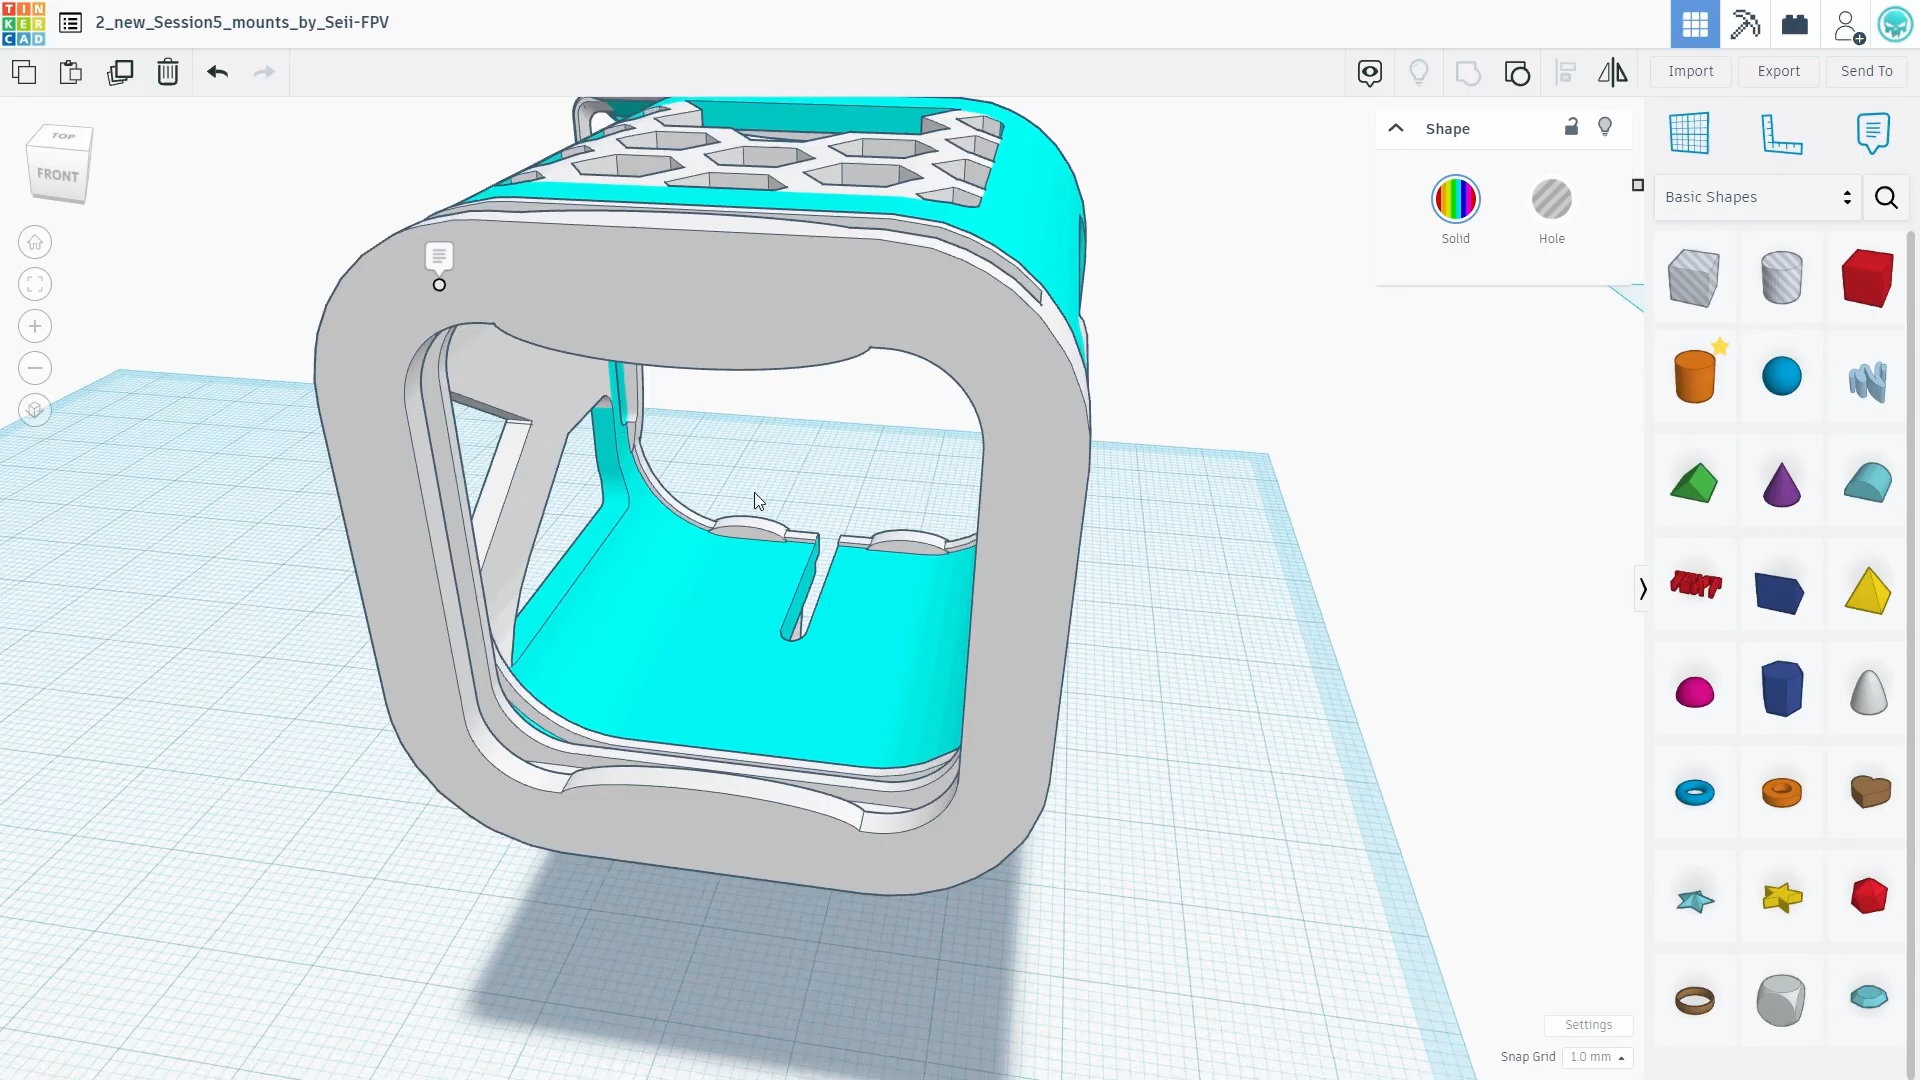 TIN
KER
CAD
2_new_Session5_mounts_by_Seii-FPV
Import
Export
Send To
TOP
FRONT
Shape
Solid
Hole
Basic Shapes
TEXT
Settings
Snap Grid
1.0 mm